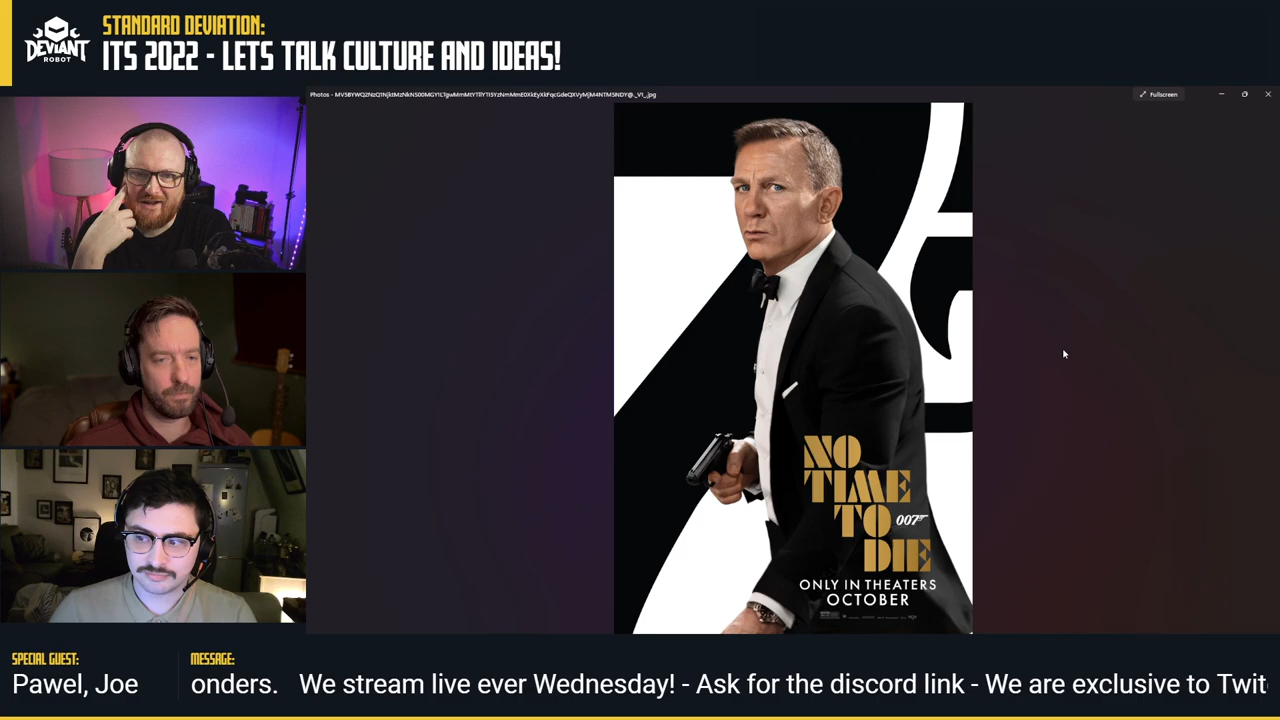 DEVIANT
ROBOT
STANDARD DEVIATION:
ITS 2022 - LETS TALK CULTURE AND IDEAS!
Fullscreen
NO
TIME
TO
007
DIE
ONLY IN THEATERS
OCTOBER
SPECIAL GUEST:
Pawel, Joe
MESSAGE:
onders. We stream live ever Wednesday! - Ask for the discord link - We are exclusive to Twit